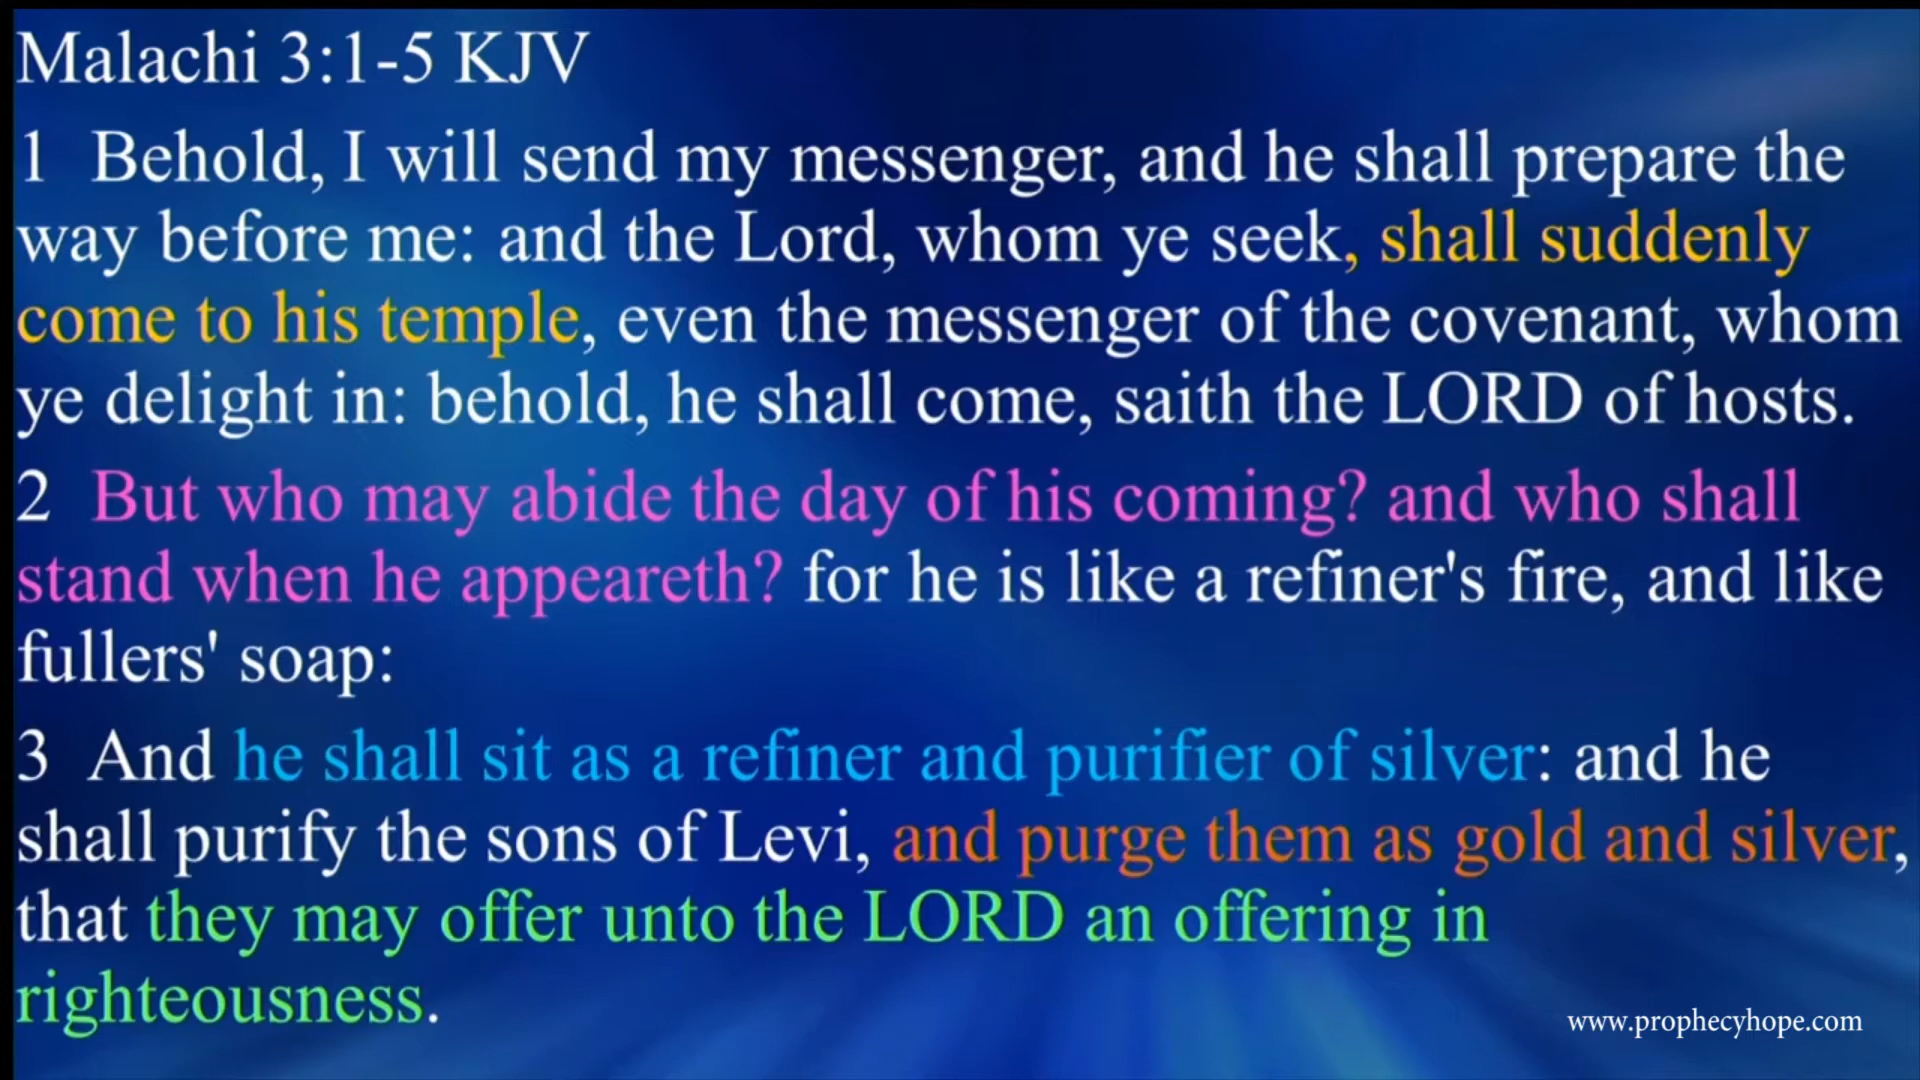 Malachi 3:1-5 KJV
1 Behold, I will send my messenger, and he shall prepare the
way before me: and the Lord, whom ye seek, shall suddenly
come to his temple, even the messenger of the covenant, whom
ye delight in: behold, he shall come, saith the LORD of hosts.
2 But who may abide the day of his coming? and who shall
stand when he appeareth? for he is like a refiner's fire, and like
fullers' soap:
3 And he shall sit as a refiner and purifier of silver: and he
shall purify the sons of Levi, and purge them as gold and silver,
that they may offer unto the LORD an offering in
righteousness.
www.prophecyhope.com